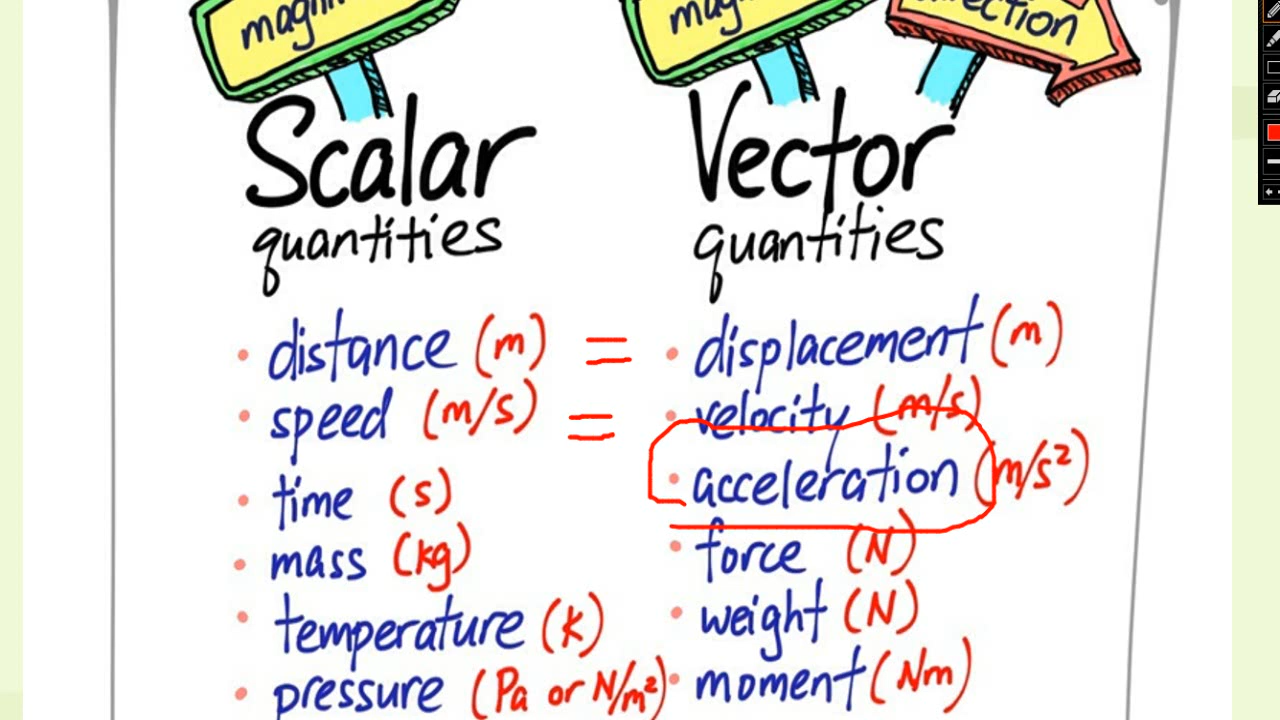 Scalar
quantities
• distance (m) =
• speed (m/s) =
• time (s)
• mass (kg)
• temperature (K)
• pressure (Pa or N/m²)
Vector
quantities
• displacement (m)
• velocity (m/s)
• acceleration (m/s²)
• force (N)
• weight (N)
• moment (Nm)